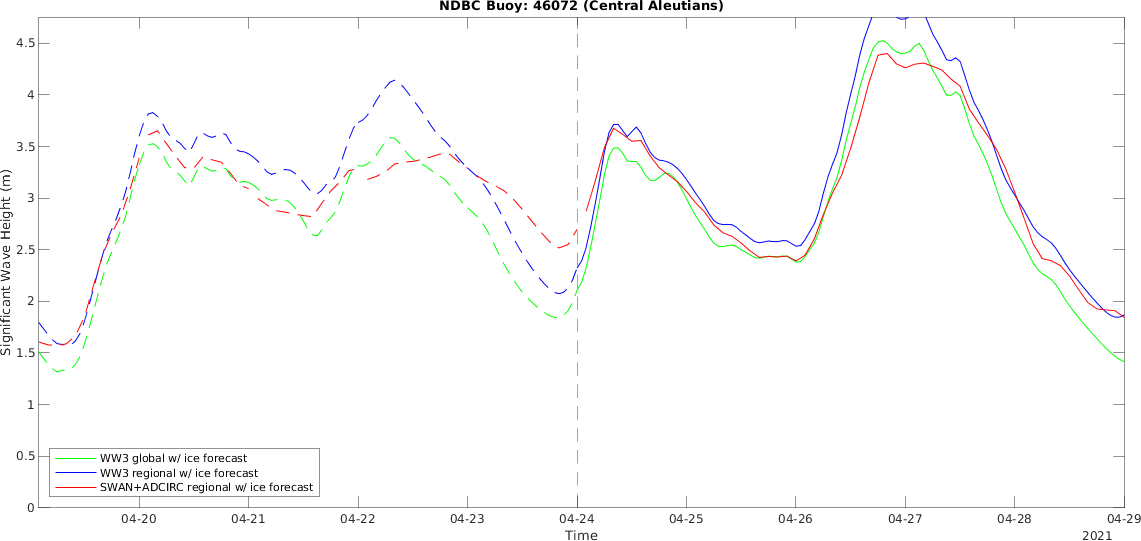 NDBC Buoy: 46072 (Central Aleutians)
Significant Wave Height (m)
4.5
4
3.5
3
2.5
2
1.5
1
0.5
0
WW3 global w/ ice forecast
WW3 regional w/ ice forecast
SWAN+ADCIRC regional w/ ice forecast
04-20 04-21 04-22 04-23 04-24 04-25 04-26 04-27 04-28 04-29
Time
2021